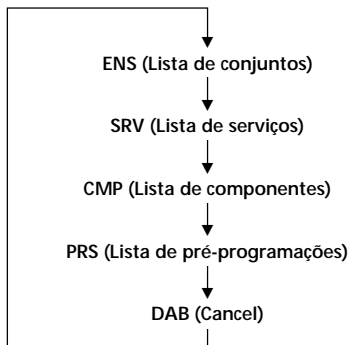 ENS (Lista de conjuntos)
SRV (Lista de serviços)
CMP (Lista de componentes)
PRS (Lista de pré-programações)
DAB (Cancel)